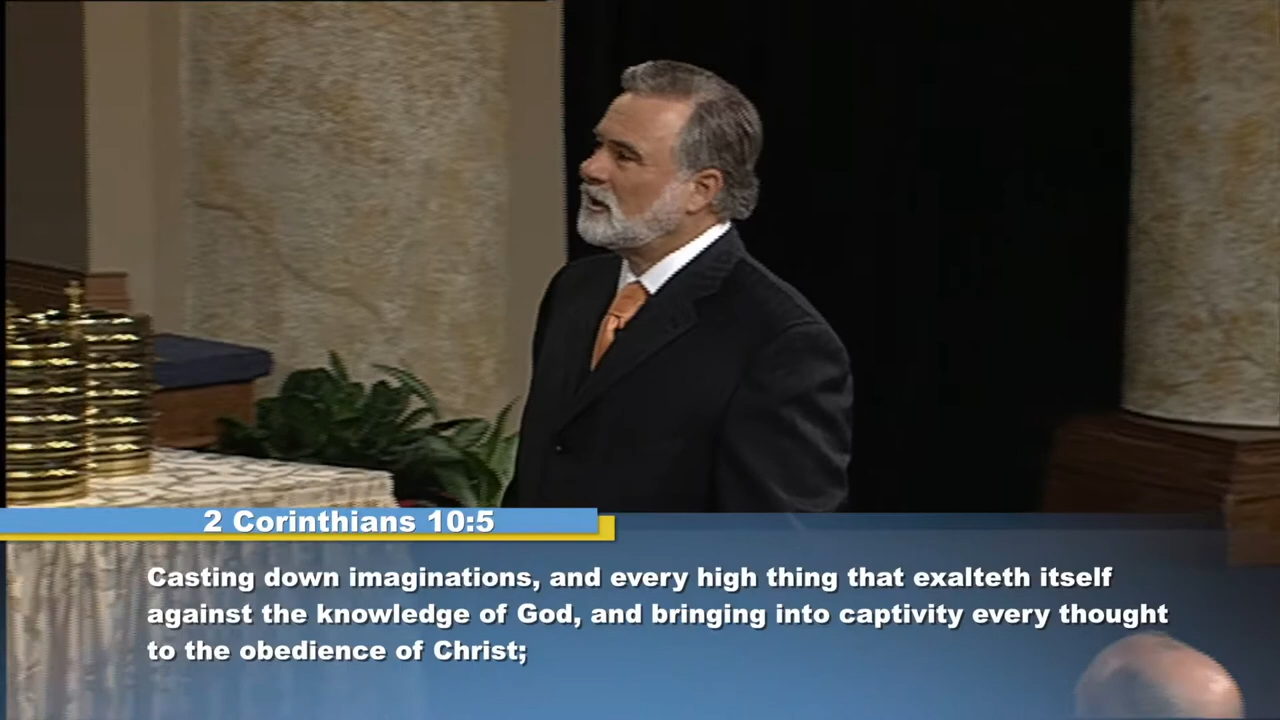 2 Corinthians 10:5
Casting down imaginations, and every high thing that exalteth itself
against the knowledge of God, and bringing into captivity every thought
to the obedience of Christ;